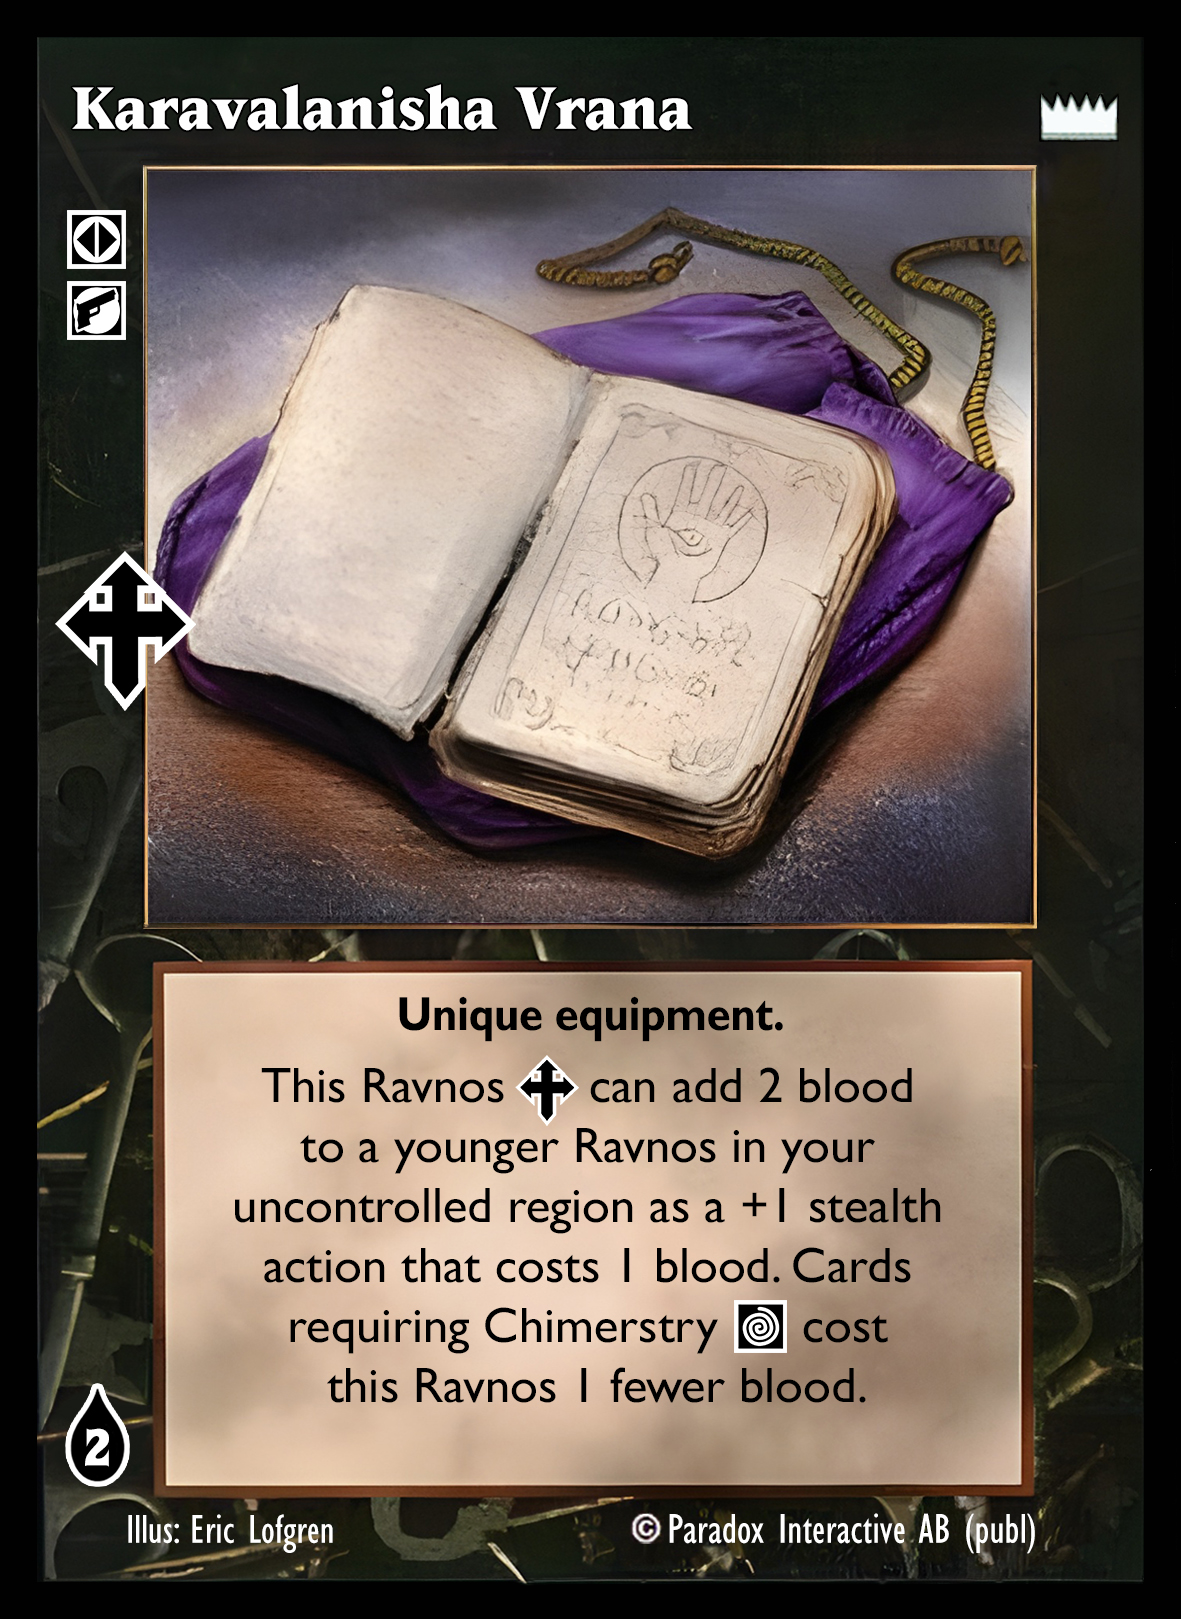 Karavalanisha Vrana
Unique equipment.
This Ravnos can add 2 blood
to a younger Ravnos in your
uncontrolled region as a +1 stealth
action that costs 1 blood. Cards
requiring Chimerstry cost
this Ravnos 1 fewer blood.
2
Illus: Eric Lofgren
© Paradox Interactive AB (publ)